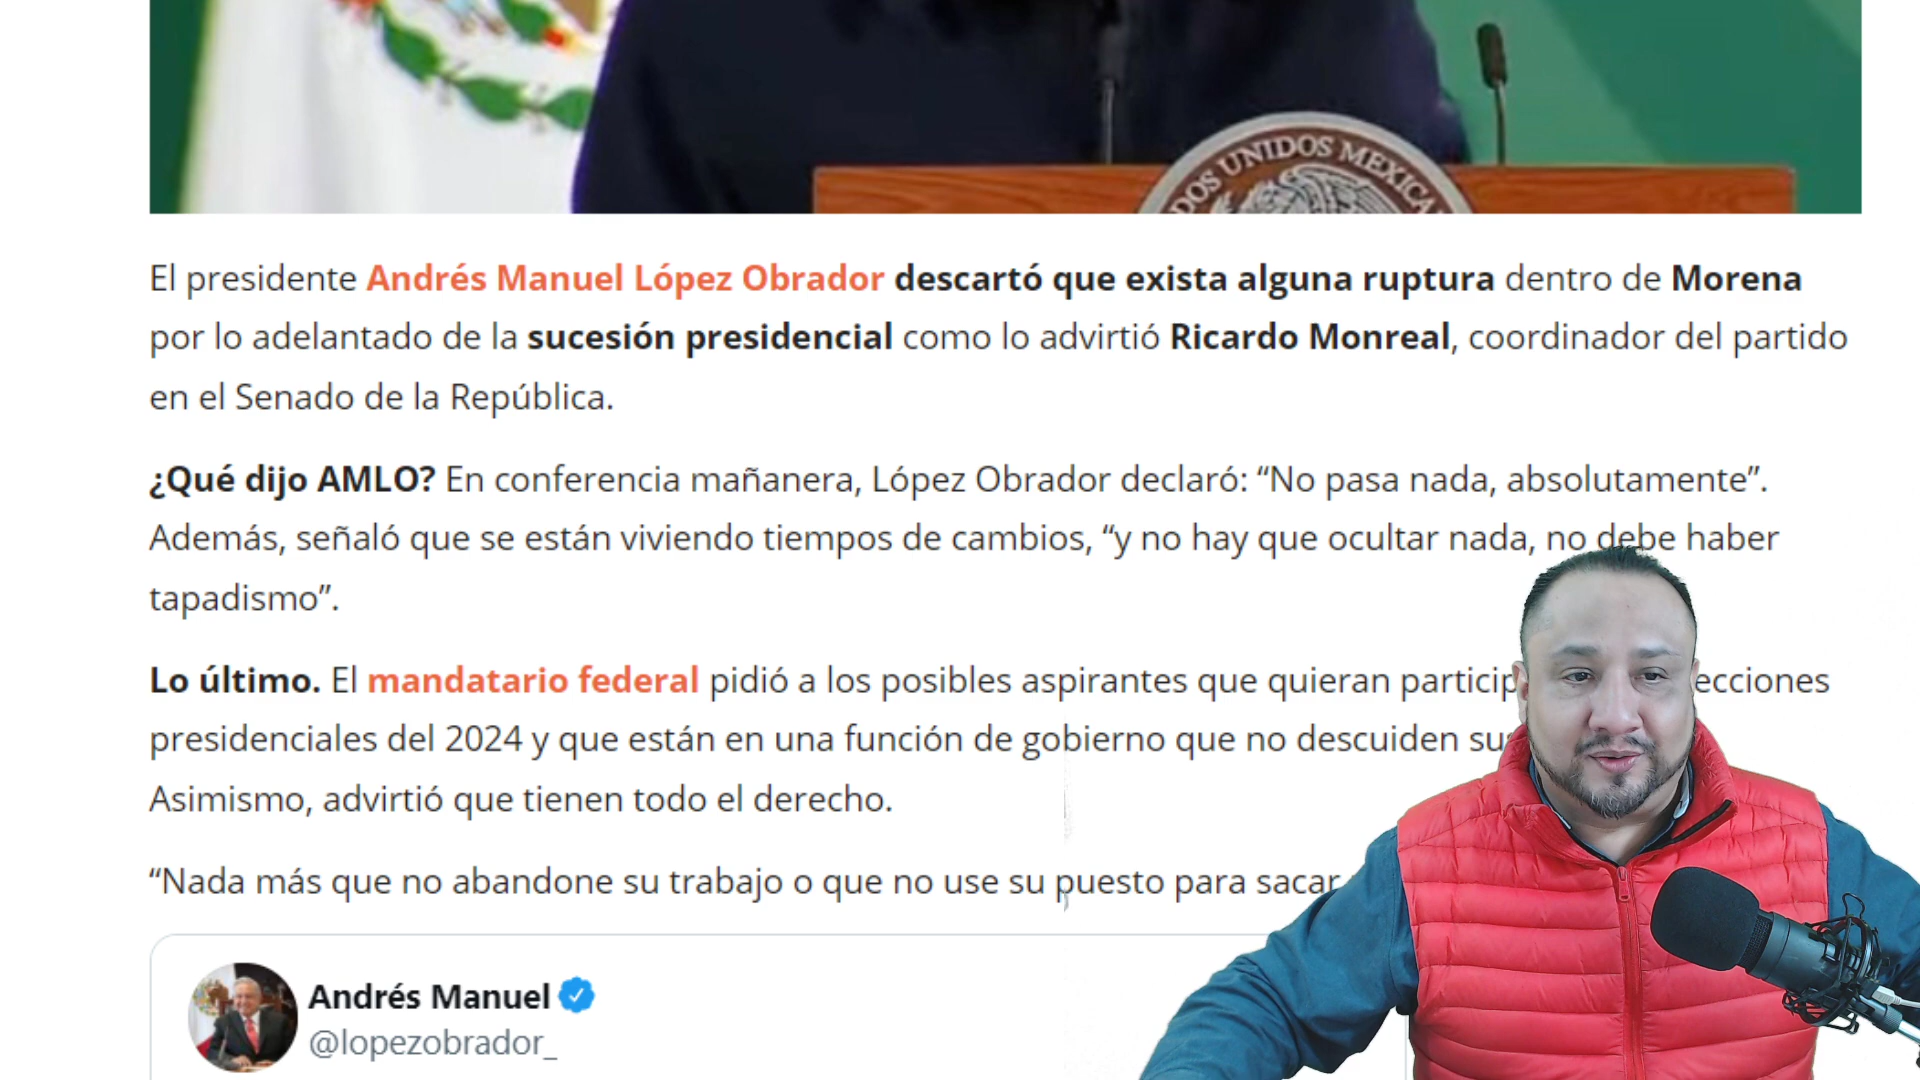 DOS UNIDOS MEXICA
El presidente Andrés Manuel López Obrador descartó que exista alguna ruptura dentro de Morena
por lo adelantado de la sucesión presidencial como lo advirtió Ricardo Monreal, coordinador del partido
en el Senado de la República.
¿Qué dijo AMLO? En conferencia mañanera, López Obrador declaró: “No pasa nada, absolutamente”.
Además, señaló que se están viviendo tiempos de cambios, “y no hay que ocultar nada, no debe haber
tapadismo”.
Lo último. El mandatario federal pidió a los posibles aspirantes que quieran particip ecciones
presidenciales del 2024 y que están en una función de gobierno que no descuiden sus
Asimismo, advirtió que tienen todo el derecho.
“Nada más que no abandone su trabajo o que no use su puesto para sacar
Andrés Manuel
@lopezobrador_